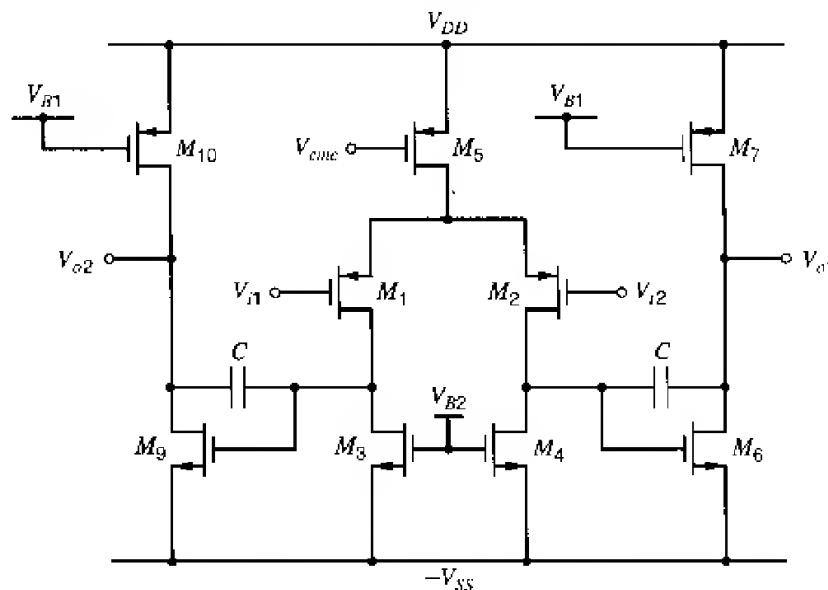 V_DD
V_B1
V_B1
M_10
V_cmc
M_5
M_7
V_o2
V_i1
M_1
M_2
V_i2
V_o
C
C
V_B2
M_9
M_3
M_4
M_6
−V_SS